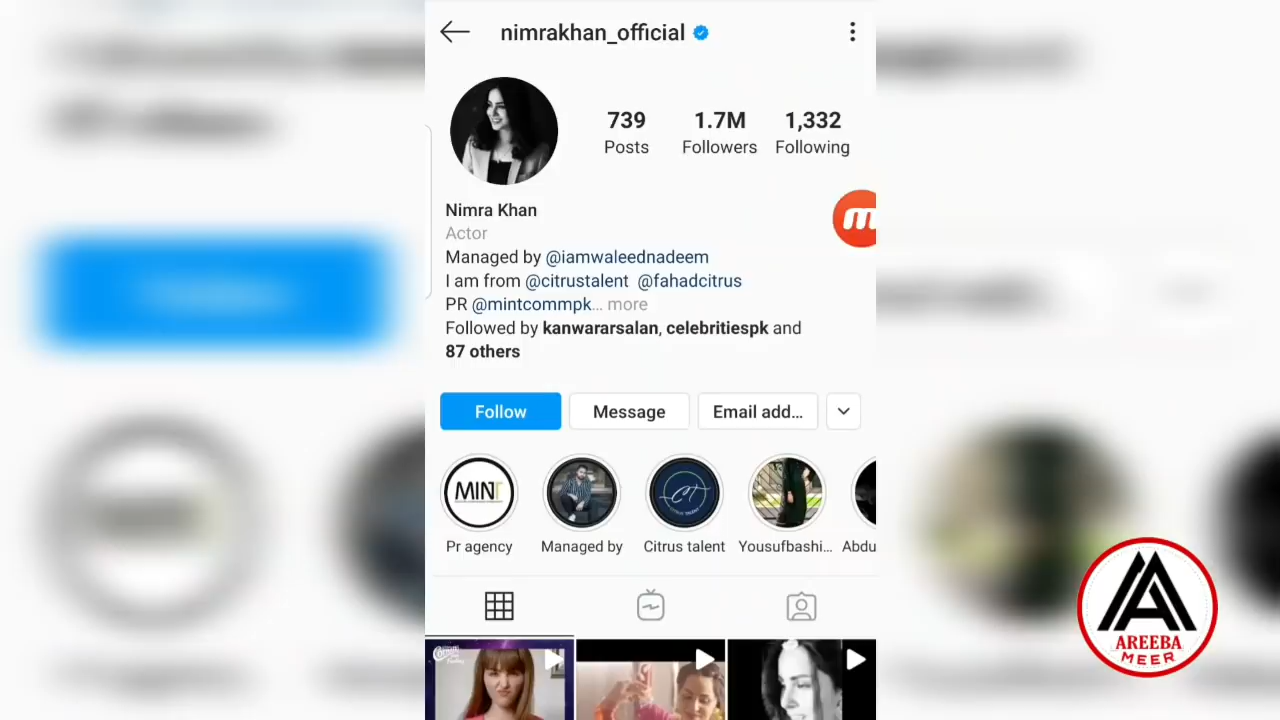 nimrakhan_official
739
1.7M
1,332
Posts
Followers
Following
Nimra Khan
Actor
Managed by @iamwaleednadeem
I am from @citrustalent @fahadcitrus
PR @mintcommpk... more
Followed by kanwararsalan, celebritiespk and
87 others
Follow
Message
Email add...
MINT
CT
Pr agency
Managed by
Citrus talent
Yousufbashi...
Abdu
AREEBA
MEER